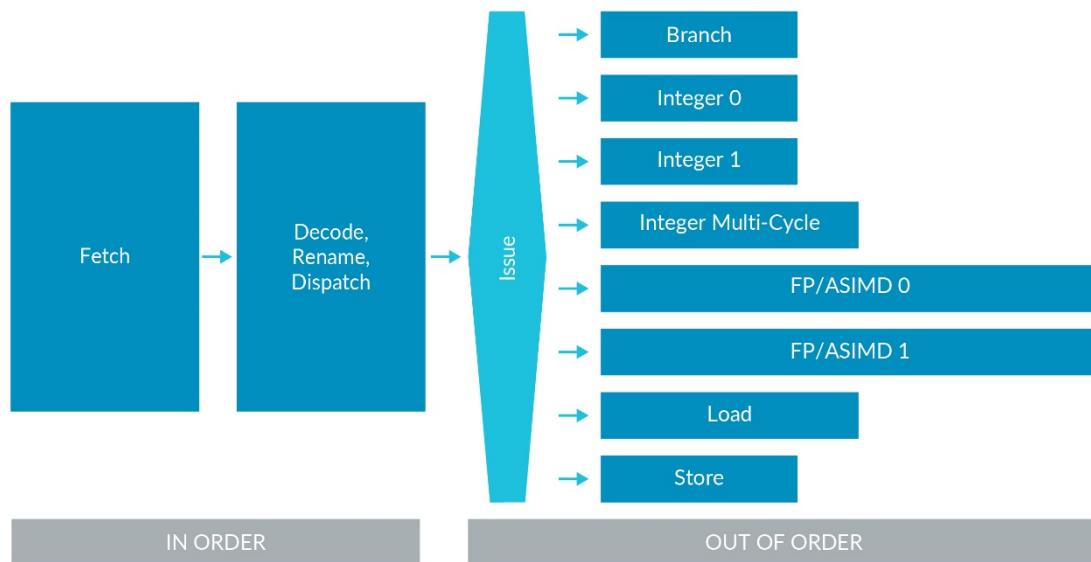 Fetch
Decode,
Rename,
Dispatch
Issue
Branch
Integer 0
Integer 1
Integer Multi-Cycle
FP/ASIMD 0
FP/ASIMD 1
Load
Store
IN ORDER
OUT OF ORDER